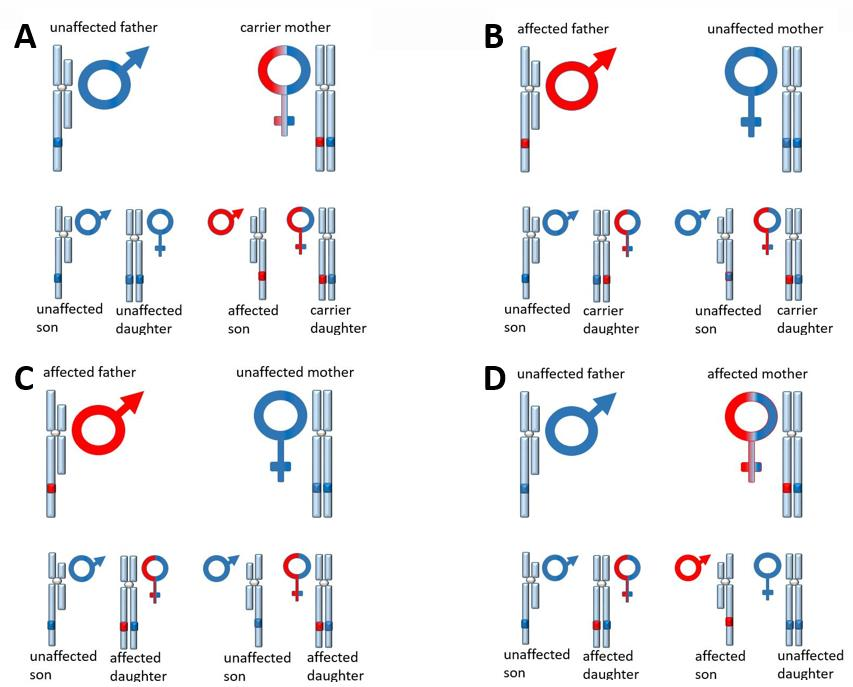 A
unaffected father
carrier mother
unaffected
son
unaffected
daughter
affected
son
carrier
daughter
B
affected father
unaffected mother
unaffected
son
carrier
daughter
unaffected
son
carrier
daughter
C
affected father
unaffected mother
unaffected
son
affected
daughter
unaffected
son
affected
daughter
D
unaffected father
affected mother
unaffected
son
affected
daughter
affected
son
unaffected
daughter